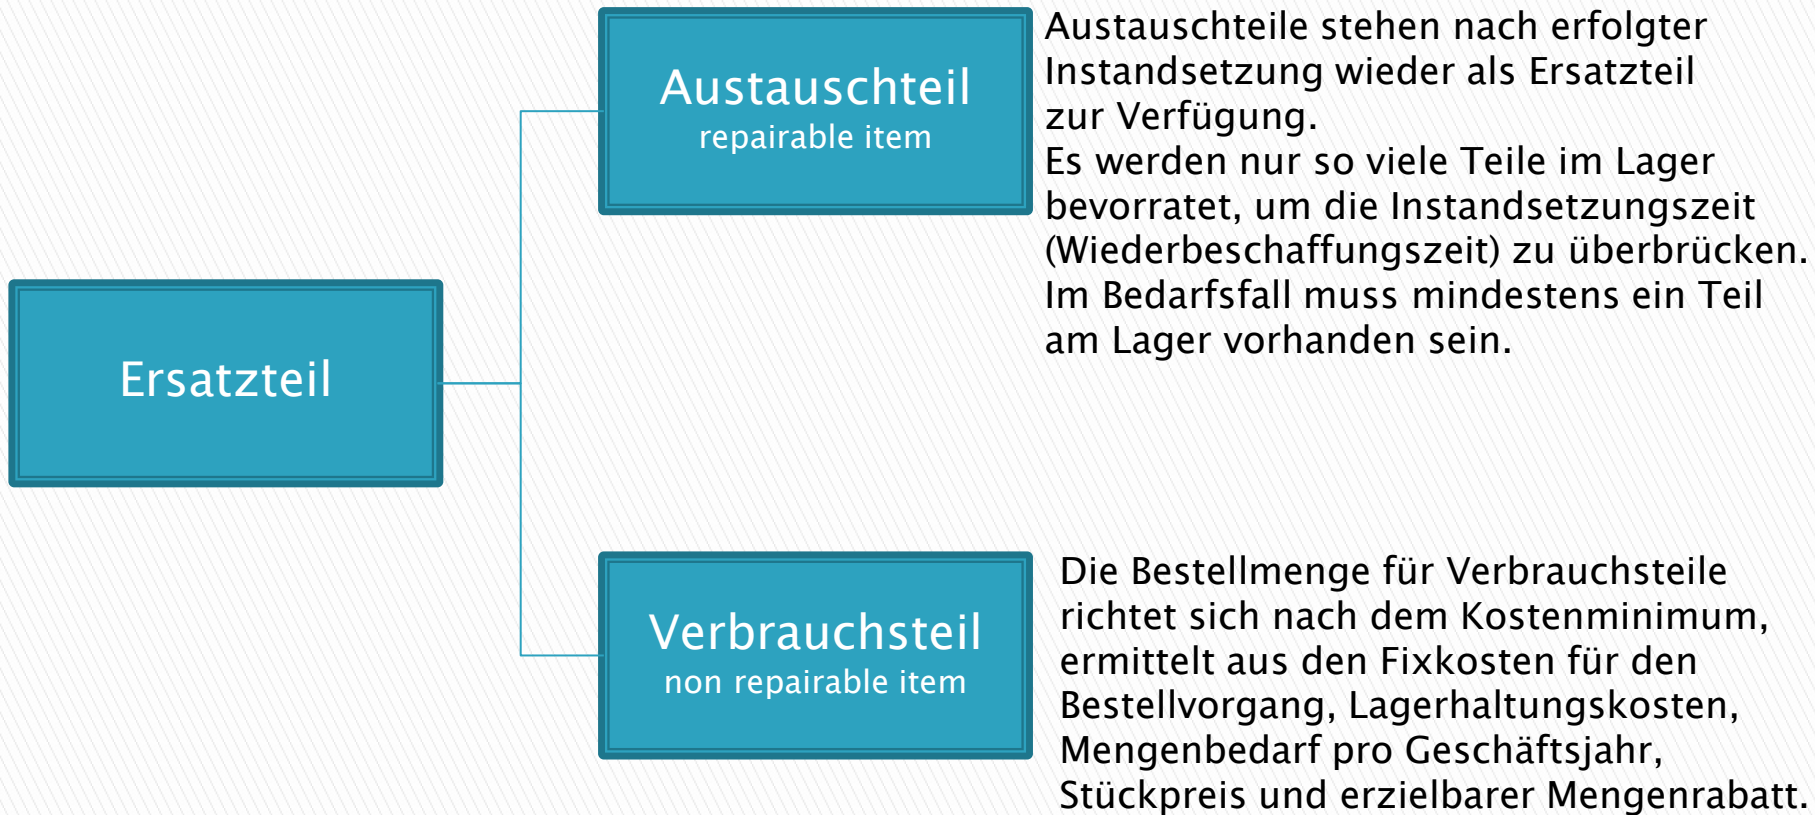 Ersatzteil
Austauschteil
repairable item
Austauschteile stehen nach erfolgter
Instandsetzung wieder als Ersatzteil
zur Verfügung.
Es werden nur so viele Teile im Lager
bevorratet, um die Instandsetzungszeit
(Wiederbeschaffungszeit) zu überbrücken.
Im Bedarfsfall muss mindestens ein Teil
am Lager vorhanden sein.
Verbrauchsteil
non repairable item
Die Bestellmenge für Verbrauchsteile
richtet sich nach dem Kostenminimum,
ermittelt aus den Fixkosten für den
Bestellvorgang, Lagerhaltungskosten,
Mengenbedarf pro Geschäftsjahr,
Stückpreis und erzielbarer Mengenrabatt.